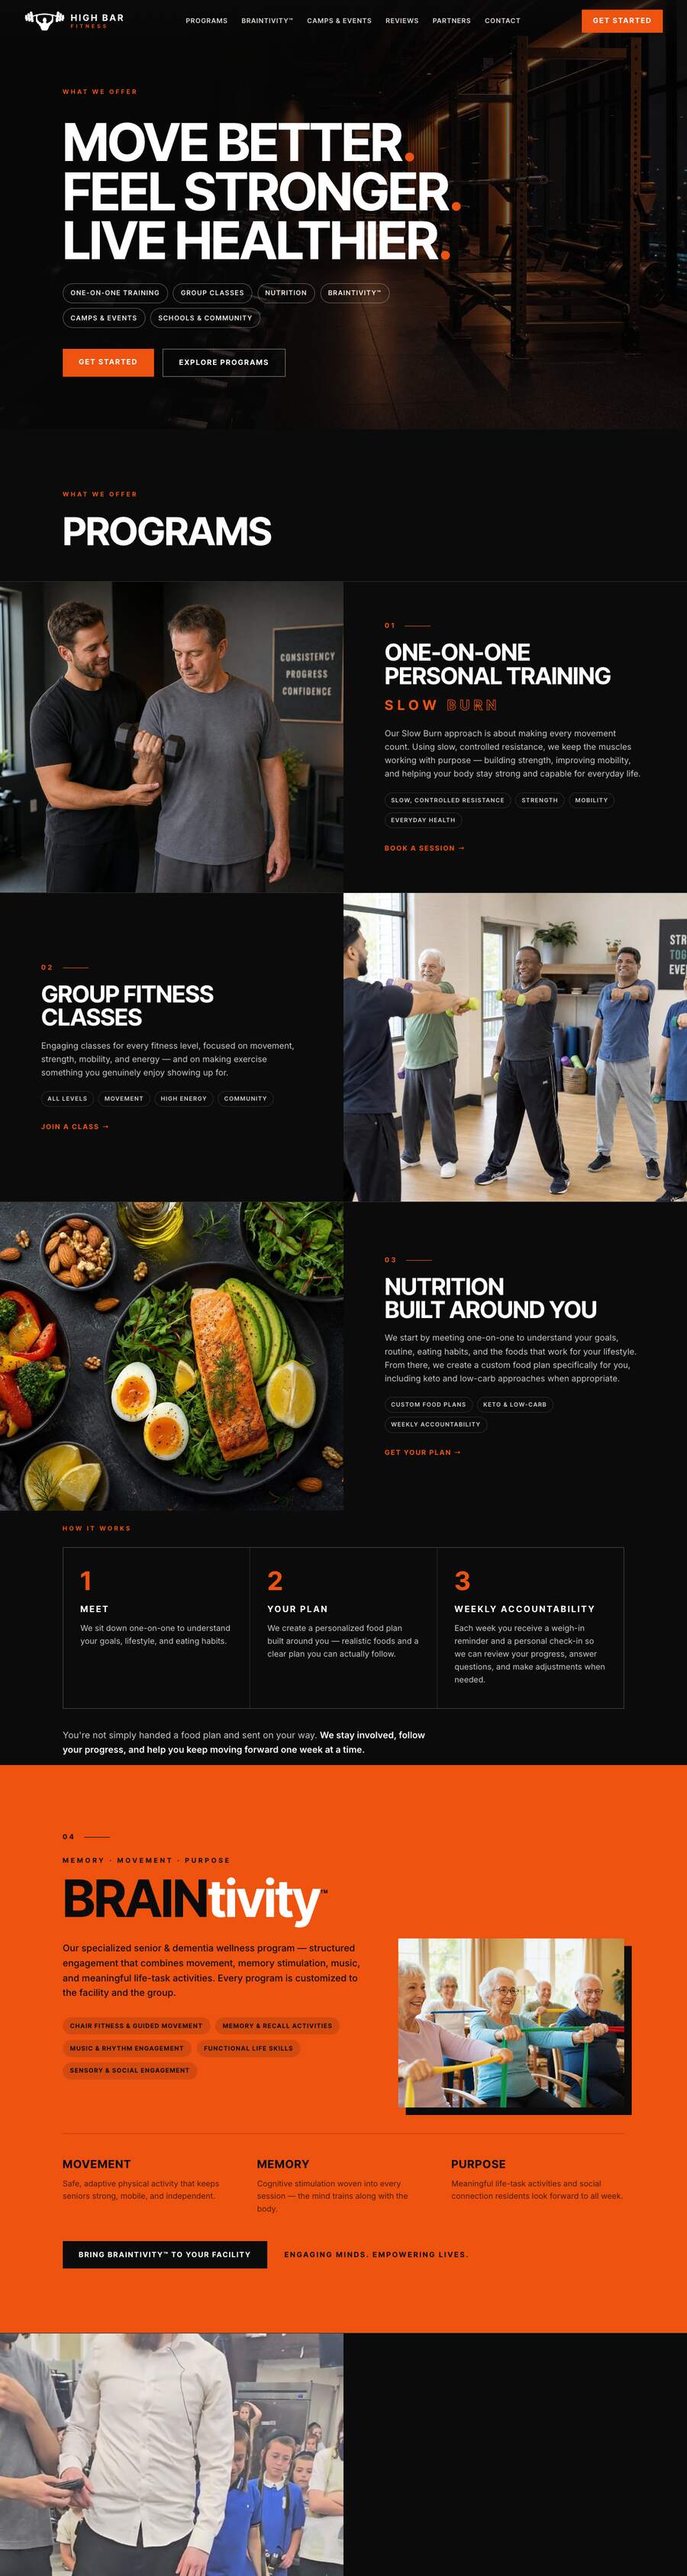 HIGH BAR
FITNESS
PROGRAMS
BRAINTIVITY™
CAMPS & EVENTS
REVIEWS
PARTNERS
CONTACT
GET STARTED
WHAT WE OFFER
MOVE BETTER.
FEEL STRONGER.
LIVE HEALTHIER.
ONE-ON-ONE TRAINING
GROUP CLASSES
NUTRITION
BRAINTIVITY™
CAMPS & EVENTS
SCHOOLS & COMMUNITY
GET STARTED
EXPLORE PROGRAMS
WHAT WE OFFER
PROGRAMS
CONSISTENCY
PROGRESS
CONFIDENCE
01
ONE-ON-ONE
PERSONAL TRAINING
SLOW BURN
Our Slow Burn approach is about making every movement
count. Using slow, controlled resistance, we keep the muscles
working with purpose — building strength, improving mobility,
and helping your body stay strong and capable for everyday life.
SLOW, CONTROLLED RESISTANCE
STRENGTH
MOBILITY
EVERYDAY HEALTH
BOOK A SESSION →
02
GROUP FITNESS
CLASSES
Engaging classes for every fitness level, focused on movement,
strength, mobility, and energy — and on making exercise
something you genuinely enjoy showing up for.
ALL LEVELS
MOVEMENT
HIGH ENERGY
COMMUNITY
JOIN A CLASS →
STR
TOG
EVE
03
NUTRITION
BUILT AROUND YOU
We start by meeting one-on-one to understand your goals,
routine, eating habits, and the foods that work for your lifestyle.
From there, we create a custom food plan specifically for you,
including keto and low-carb approaches when appropriate.
CUSTOM FOOD PLANS
KETO & LOW-CARB
WEEKLY ACCOUNTABILITY
GET YOUR PLAN →
HOW IT WORKS
1
MEET
We sit down one-on-one to understand
your goals, lifestyle, and eating habits.
2
YOUR PLAN
We create a personalized food plan
built around you — realistic foods and a
clear plan you can actually follow.
3
WEEKLY ACCOUNTABILITY
Each week you receive a weigh-in
reminder and a personal check-in so
we can review your progress, answer
questions, and make adjustments when
needed.
You're not simply handed a food plan and sent on your way. We stay involved, follow
your progress, and help you keep moving forward one week at a time.
04
MEMORY · MOVEMENT · PURPOSE
BRAINtivity™
Our specialized senior & dementia wellness program — structured
engagement that combines movement, memory stimulation, music,
and meaningful life-task activities. Every program is customized to
the facility and the group.
CHAIR FITNESS & GUIDED MOVEMENT
MEMORY & RECALL ACTIVITIES
MUSIC & RHYTHM ENGAGEMENT
FUNCTIONAL LIFE SKILLS
SENSORY & SOCIAL ENGAGEMENT
MOVEMENT
Safe, adaptive physical activity that keeps
seniors strong, mobile, and independent.
MEMORY
Cognitive stimulation woven into every
session — the mind trains along with the
body.
PURPOSE
Meaningful life-task activities and social
connection residents look forward to all week.
BRING BRAINTIVITY™ TO YOUR FACILITY
ENGAGING MINDS. EMPOWERING LIVES.